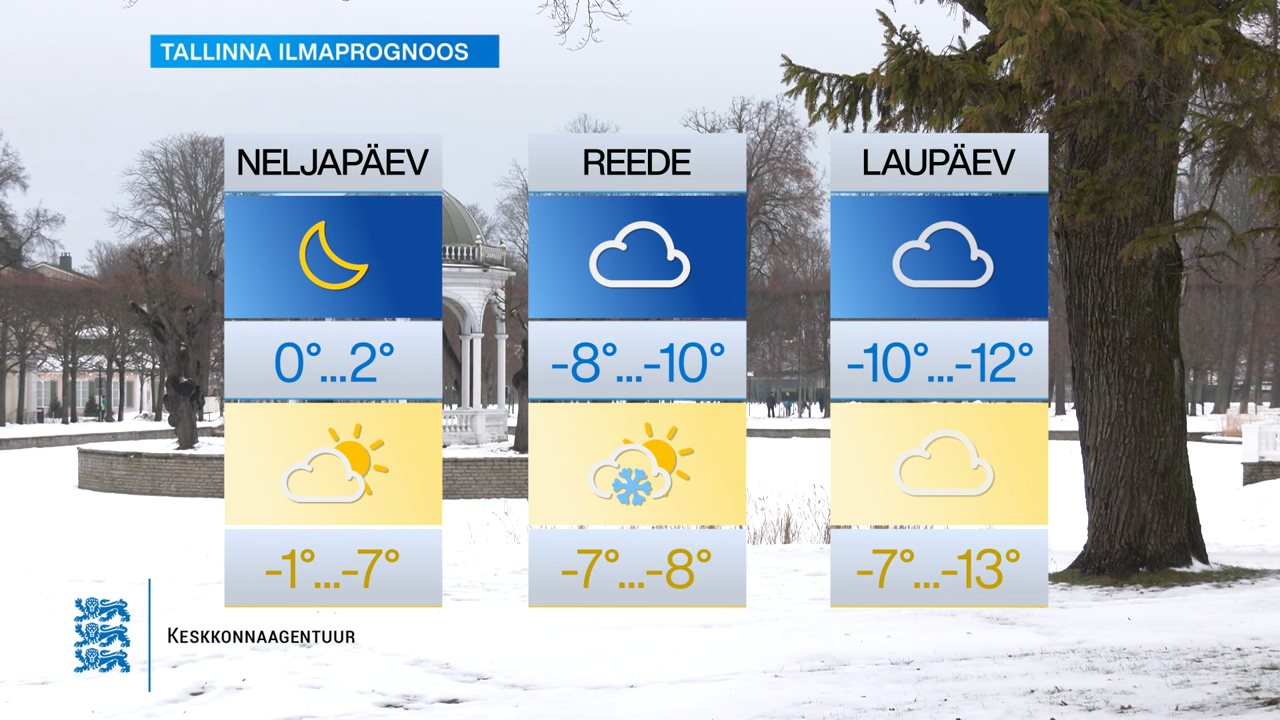 TALLINNA ILMAPROGNOOS
NELJAPÄEV
0°...2°
-1°...-7°
REEDE
-8°...-10°
-7°...-8°
LAUPÄEV
-10°...-12°
-7°...-13°
KESKKONNAAGENTUUR